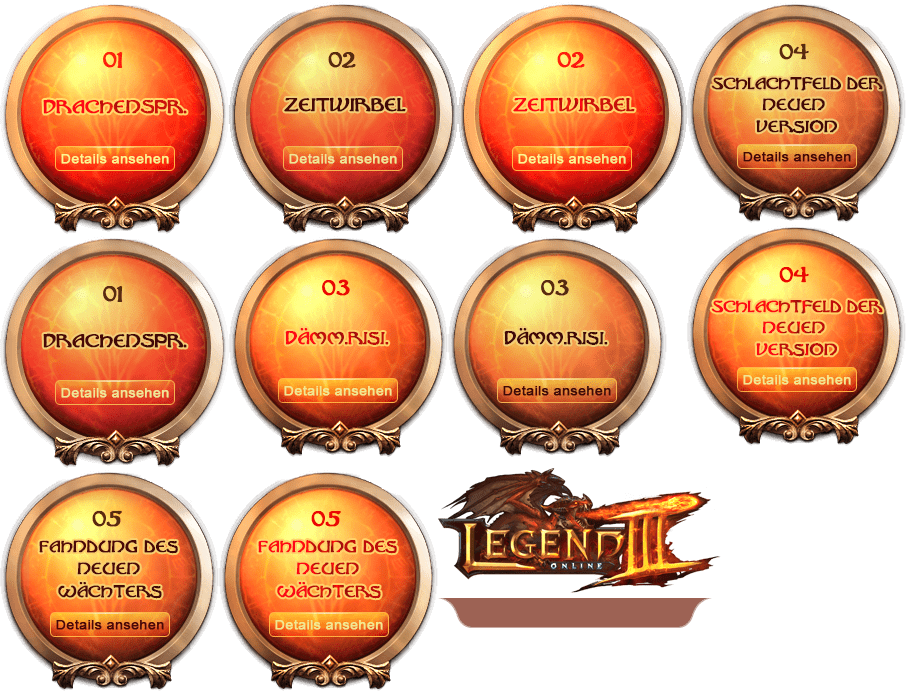 01
DRACHENSPR.
Details ansehen
02
ZEITWIRBEL
Details ansehen
02
ZEITWIRBEL
Details ansehen
04
SCHLACHTFELD DER
NEUEN
VERSION
Details ansehen
01
DRACHENSPR.
Details ansehen
03
DÄMM.RISI.
Details ansehen
03
DÄMM.RISI.
Details ansehen
04
SCHLACHTFELD DER
NEUEN
VERSION
Details ansehen
05
FAHNDUNG DES
NEUEN
WÄCHTERS
Details ansehen
05
FAHNDUNG DES
NEUEN
WÄCHTERS
Details ansehen
LEGEND III
ONLINE